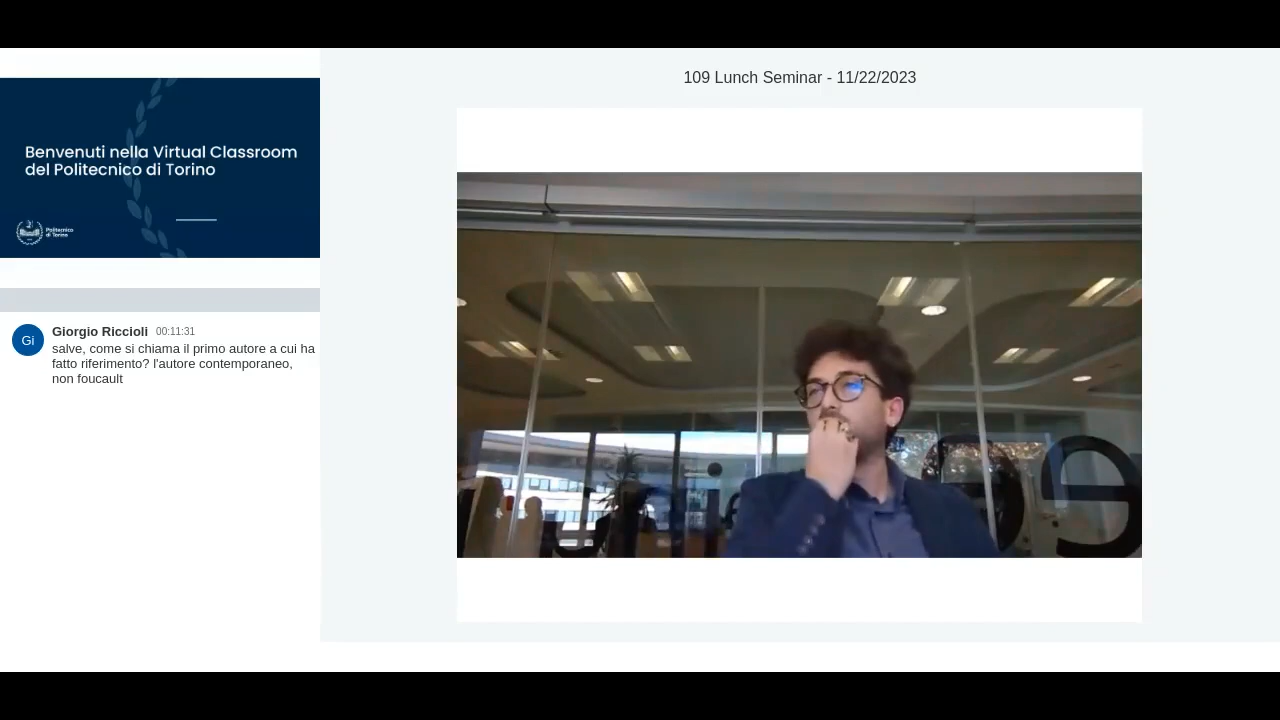 109 Lunch Seminar - 11/22/2023
Benvenuti nella Virtual Classroom
del Politecnico di Torino
Politecnico
di Torino
Gi
Giorgio Riccioli 00:11:31
salve, come si chiama il primo autore a cui ha
fatto riferimento? l'autore contemporaneo,
non foucault